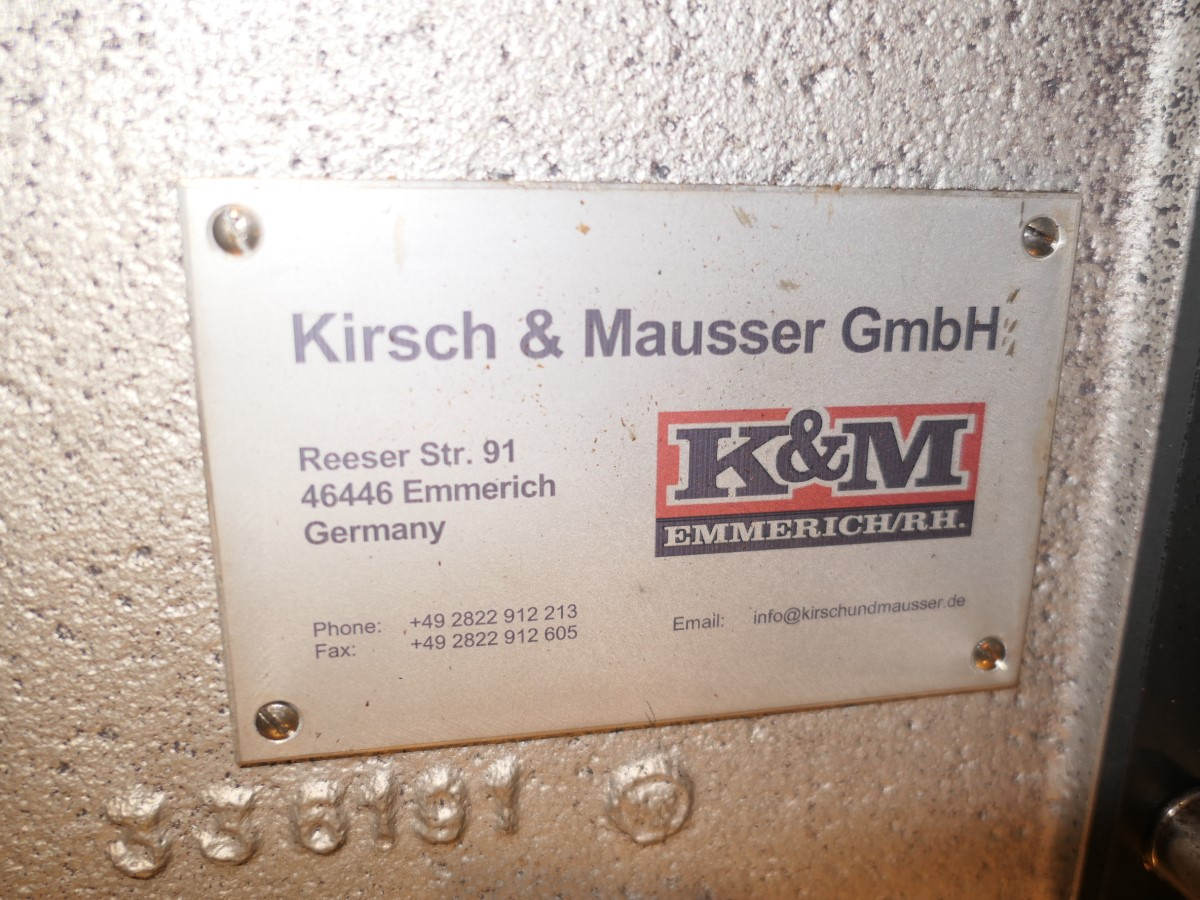 Kirsch & Mausser GmbH
Reeser Str. 91
46446 Emmerich
Germany
K&M
EMMERICH/RH.
Phone: +49 2822 912 213
Fax: +49 2822 912 605
Email: info@kirschundmausser.de